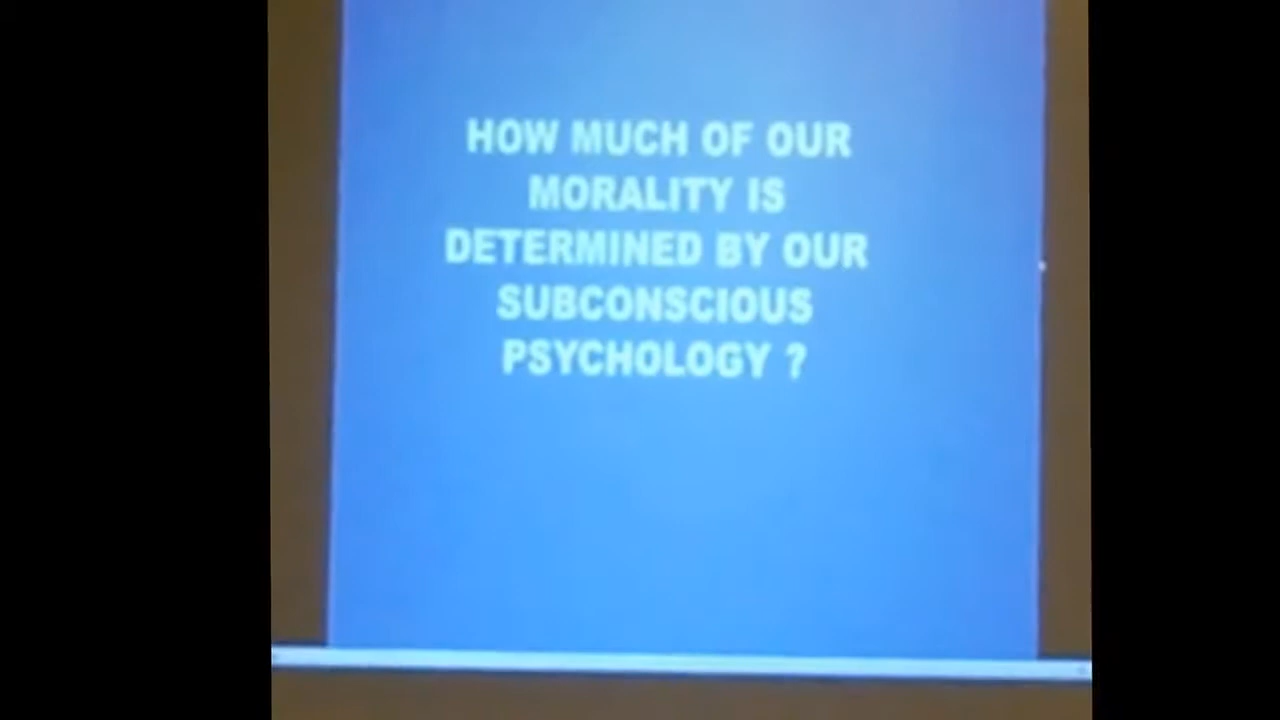 HOW MUCH OF OUR
MORALITY IS
DETERMINED BY OUR
SUBCONSCIOUS
PSYCHOLOGY ?